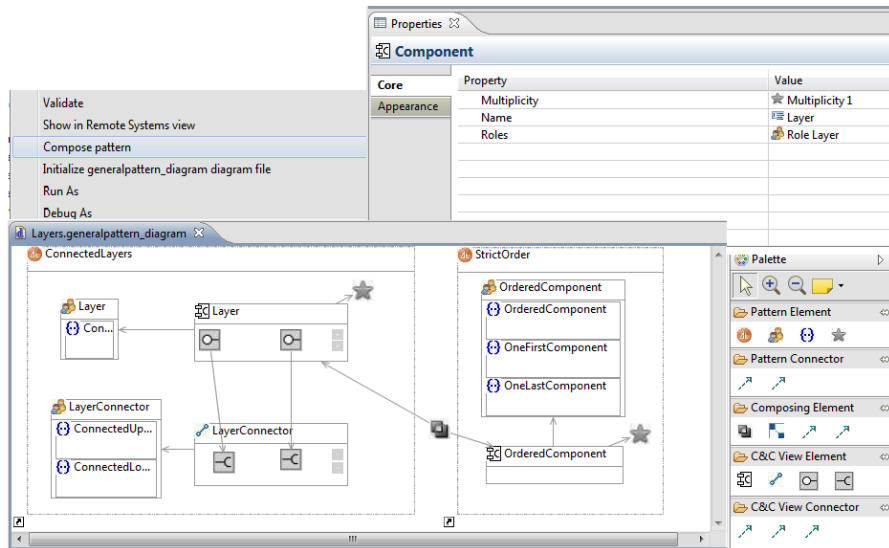 Properties
Component
Core
Appearance
Property Value
Multiplicity Multiplicity 1
Name Layer
Roles Role Layer
Validate
Show in Remote Systems view
Compose pattern
Initialize generalpattern_diagram diagram file
Run As
Debug As
Layers.generalpattern_diagram
ConnectedLayers
Layer
{·} Con...
Layer
LayerConnector
{·} ConnectedUp...
{·} ConnectedLo...
LayerConnector
StrictOrder
OrderedComponent
{·} OrderedComponent
{·} OneFirstComponent
{·} OneLastComponent
OrderedComponent
Palette
Pattern Element
Pattern Connector
Composing Element
C&C View Element
C&C View Connector